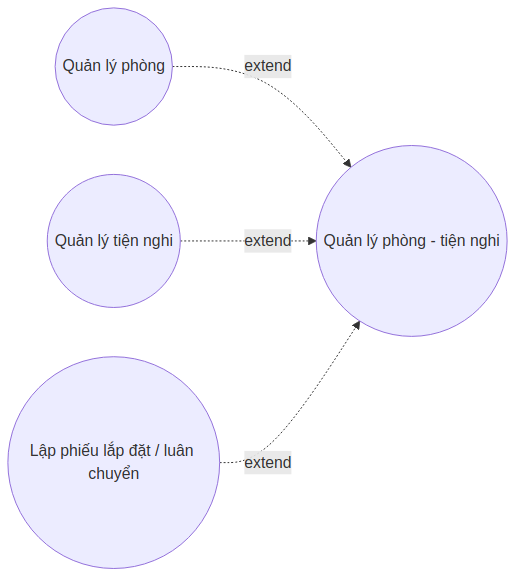 Quản lý phòng
extend
Quản lý tiện nghi
extend
Quản lý phòng - tiện nghi
Lập phiếu lắp đặt / luân
chuyển
extend